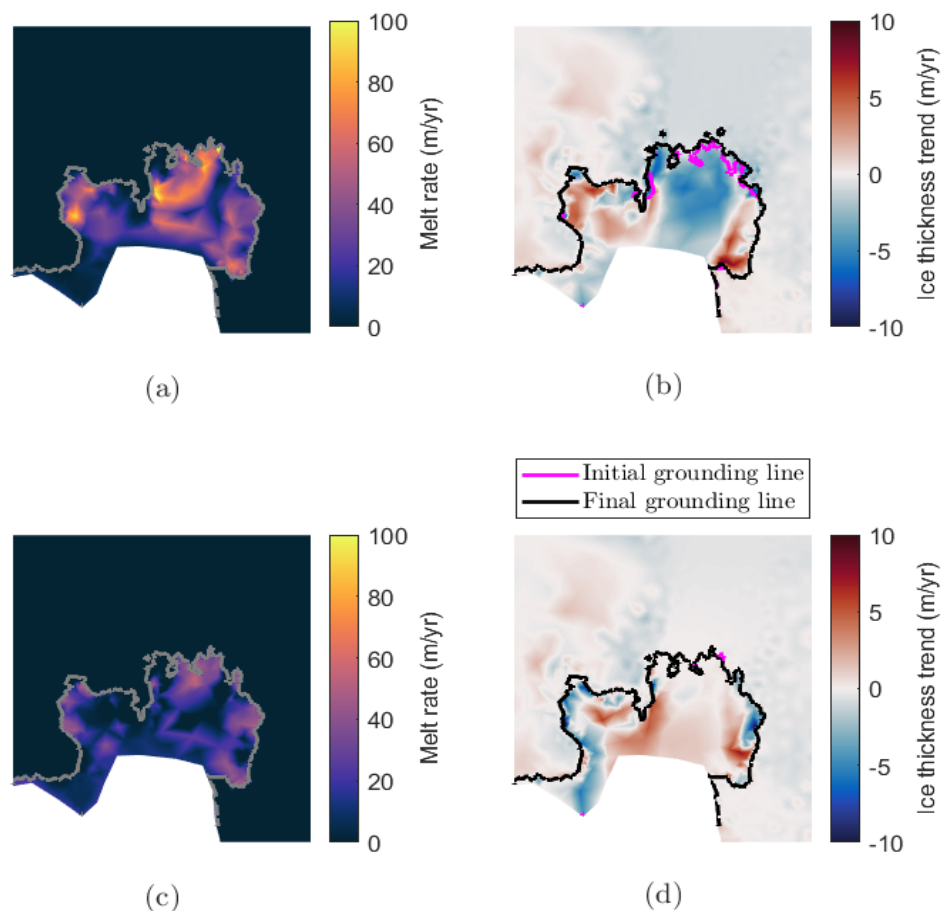 100
80
60
40
20
0
Melt rate (m/yr)
10
5
0
-5
-10
Ice thickness trend (m/yr)
(a)
(b)
Initial grounding line
Final grounding line
100
80
60
40
20
0
Melt rate (m/yr)
10
5
0
-5
-10
Ice thickness trend (m/yr)
(c)
(d)